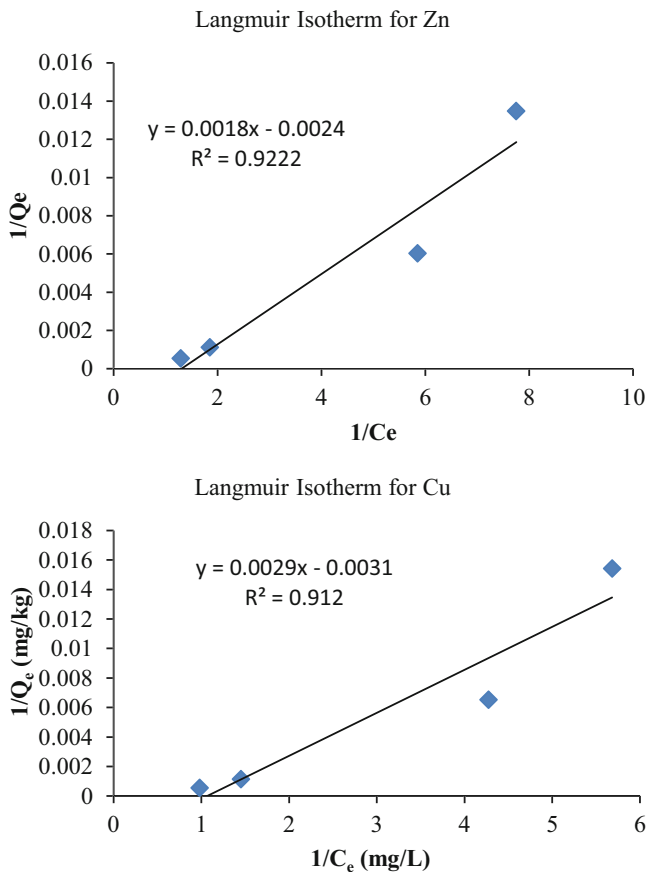 Langmuir Isotherm for Zn
0.016
0.014
0.012
0.01
0.008
0.006
0.004
0.002
0
y = 0.0018x - 0.0024
R² = 0.9222
1/Qe
0 2 4 6 8 10
1/Ce
Langmuir Isotherm for Cu
0.018
0.016
0.014
0.012
0.01
0.008
0.006
0.004
0.002
0
y = 0.0029x - 0.0031
R² = 0.912
1/Qₑ (mg/kg)
0 1 2 3 4 5 6
1/Cₑ (mg/L)